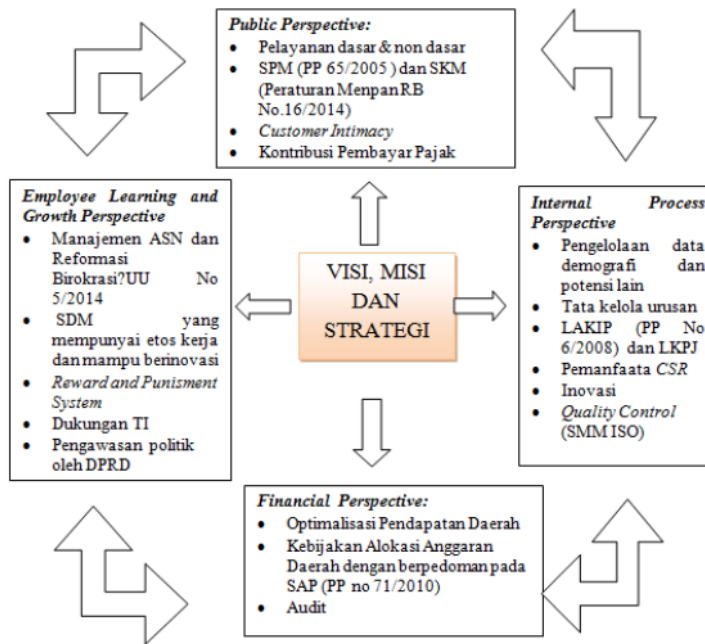 Public Perspective:
• Pelayanan dasar & non dasar
• SPM (PP 65/2005 ) dan SKM
(Peraturan Menpan RB
No.16/2014)
• Customer Intimacy
• Kontribusi Pembayar Pajak
Employee Learning and
Growth Perspective
• Manajemen ASN dan
Reformasi
Birokrasi?UU No
5/2014
• SDM yang
mempunyai etos kerja
dan mampu berinovasi
• Reward and Punisment
System
• Dukungan TI
• Pengawasan politik
oleh DPRD
VISI, MISI
DAN
STRATEGI
Internal Process
Perspective
• Pengelolaan data
demografi dan
potensi lain
• Tata kelola urusan
• LAKIP (PP No
6/2008) dan LKPJ
• Pemanfaata CSR
• Inovasi
• Quality Control
(SMM ISO)
Financial Perspective:
• Optimalisasi Pendapatan Daerah
• Kebijakan Alokasi Anggaran
Daerah dengan berpedoman pada
SAP (PP no 71/2010)
• Audit